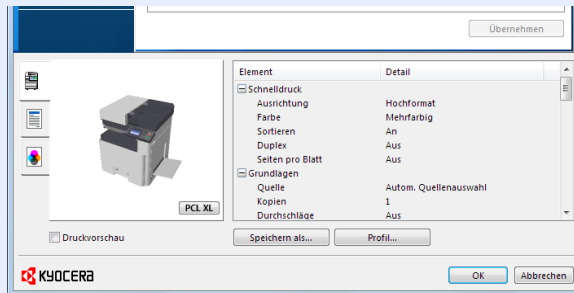 Übernehmen
Element Detail
Schnelldruck
Ausrichtung Hochformat
Farbe Mehrfarbig
Sortieren An
Duplex Aus
Seiten pro Blatt Aus
Grundlagen
Quelle Autom. Quellenauswahl
Kopien 1
Durchschläge Aus
PCL XL
Druckvorschau Speichern als... Profil...
KYOCERA OK Abbrechen